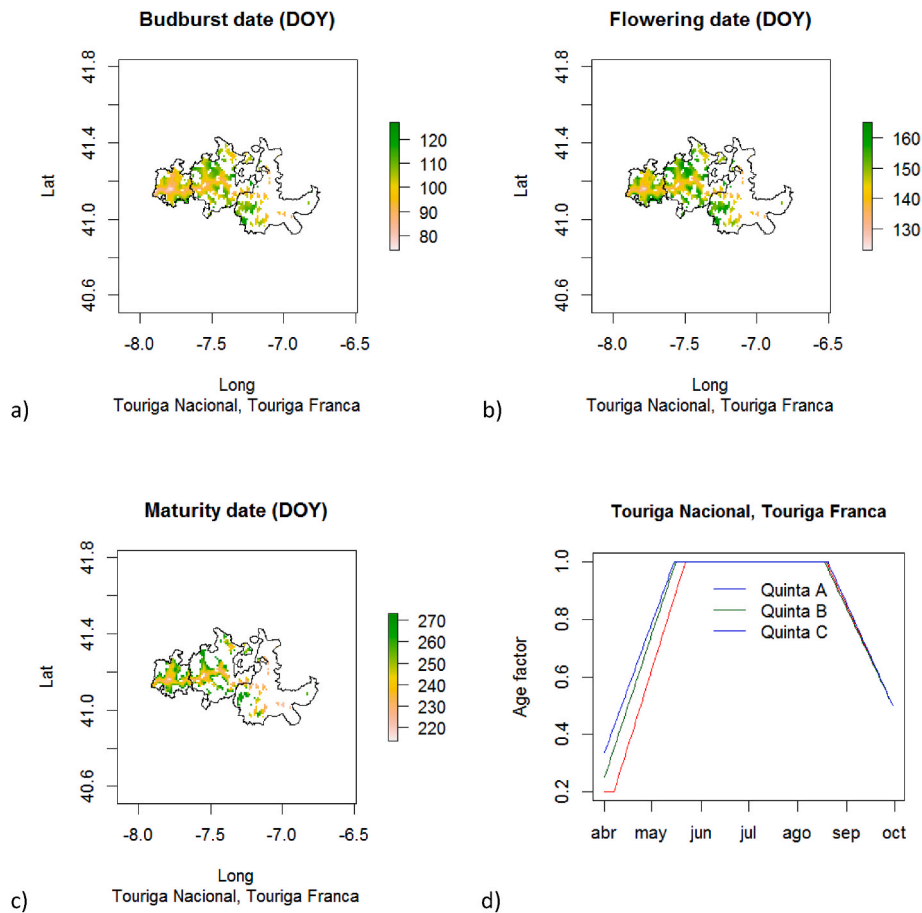 Budburst date (DOY)
Lat
41.8
41.4
41.0
40.6
120
110
100
90
80
-8.0 -7.5 -7.0 -6.5
Long
Touriga Nacional, Touriga Franca
a)
Flowering date (DOY)
Lat
41.8
41.4
41.0
40.6
160
150
140
130
-8.0 -7.5 -7.0 -6.5
Long
Touriga Nacional, Touriga Franca
b)
Maturity date (DOY)
Lat
41.8
41.4
41.0
40.6
270
260
250
240
230
220
-8.0 -7.5 -7.0 -6.5
Long
Touriga Nacional, Touriga Franca
c)
Touriga Nacional, Touriga Franca
Age factor
1.0
0.8
0.6
0.4
0.2
Quinta A
Quinta B
Quinta C
abr may jun jul ago sep oct
d)